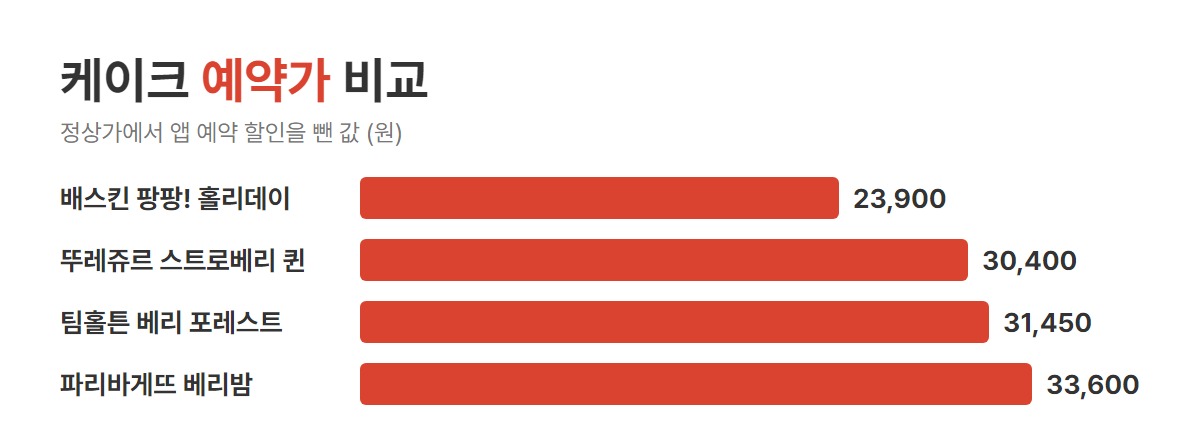 케이크 예약가 비교
정상가에서 앱 예약 할인을 뺀 값 (원)
배스킨 팡팡! 홀리데이 23,900
뚜레쥬르 스트로베리 퀸 30,400
팀홀튼 베리 포레스트 31,450
파리바게뜨 베리밤 33,600